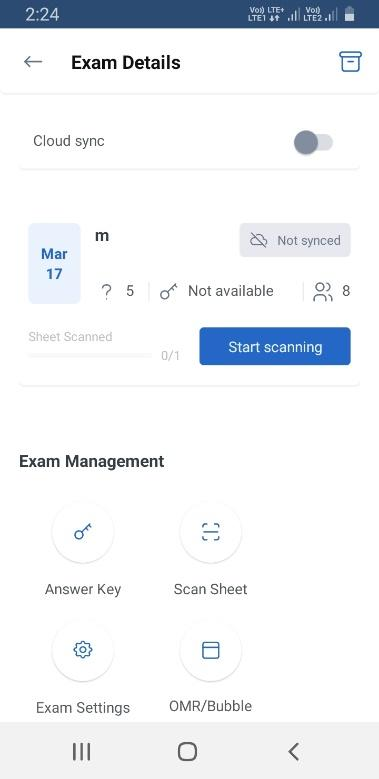 2:24
Vo)) LTE+ Vo))
LTE1 LTE2
Exam Details
Cloud sync
m
Mar
17
Not synced
? 5 Not available 8
Sheet Scanned
0/1
Start scanning
Exam Management
Answer Key Scan Sheet
Exam Settings OMR/Bubble